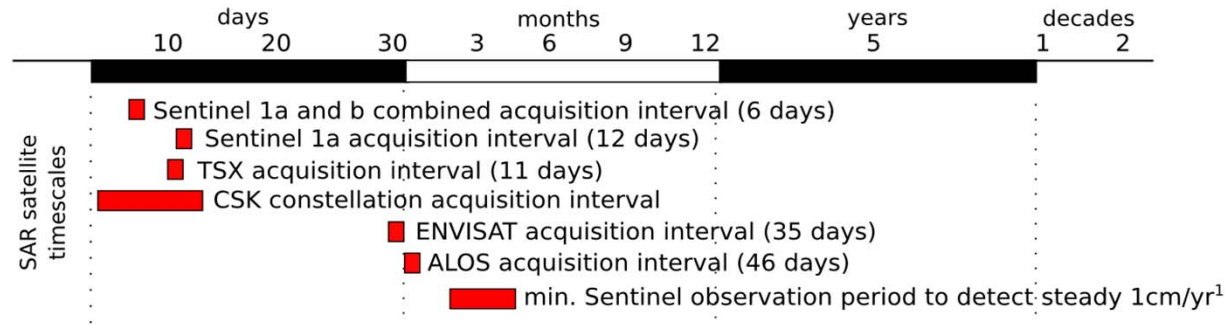 days months years decades
10 20 30 3 6 9 12 5 1 2
SAR satellite
timescales
Sentinel 1a and b combined acquisition interval (6 days)
Sentinel 1a acquisition interval (12 days)
TSX acquisition interval (11 days)
CSK constellation acquisition interval
ENVISAT acquisition interval (35 days)
ALOS acquisition interval (46 days)
min. Sentinel observation period to detect steady 1cm/yr¹